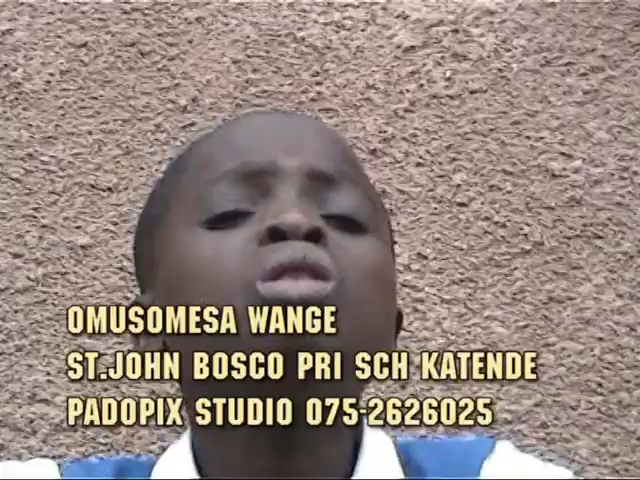 OMUSOMESA WANGE
ST.JOHN BOSCO PRI SCH KATENDE
PADOPIX STUDIO 075-2626025